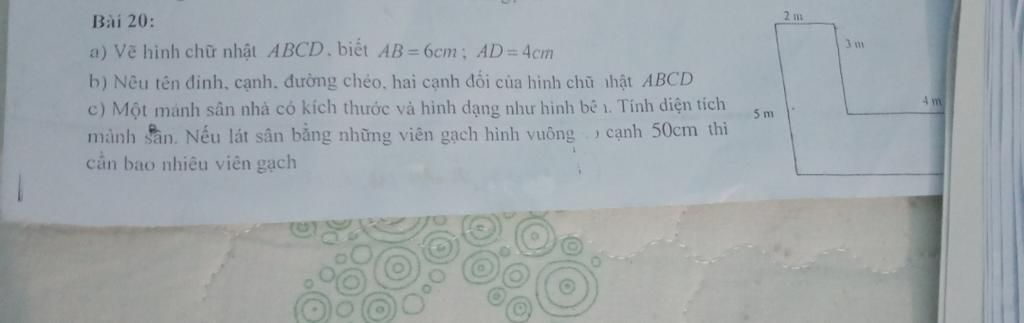 Bài 20:
a) Vẽ hình chữ nhật ABCD, biết AB = 6cm ; AD = 4cm
b) Nêu tên đỉnh, cạnh, đường chéo, hai cạnh đối của hình chữ nhật ABCD
c) Một mảnh sân nhà có kích thước và hình dạng như hình bên. Tính diện tích
mảnh sân. Nếu lát sân bằng những viên gạch hình vuông cạnh 50cm thì
cần bao nhiêu viên gạch
2 m
3 m
4 m
5 m